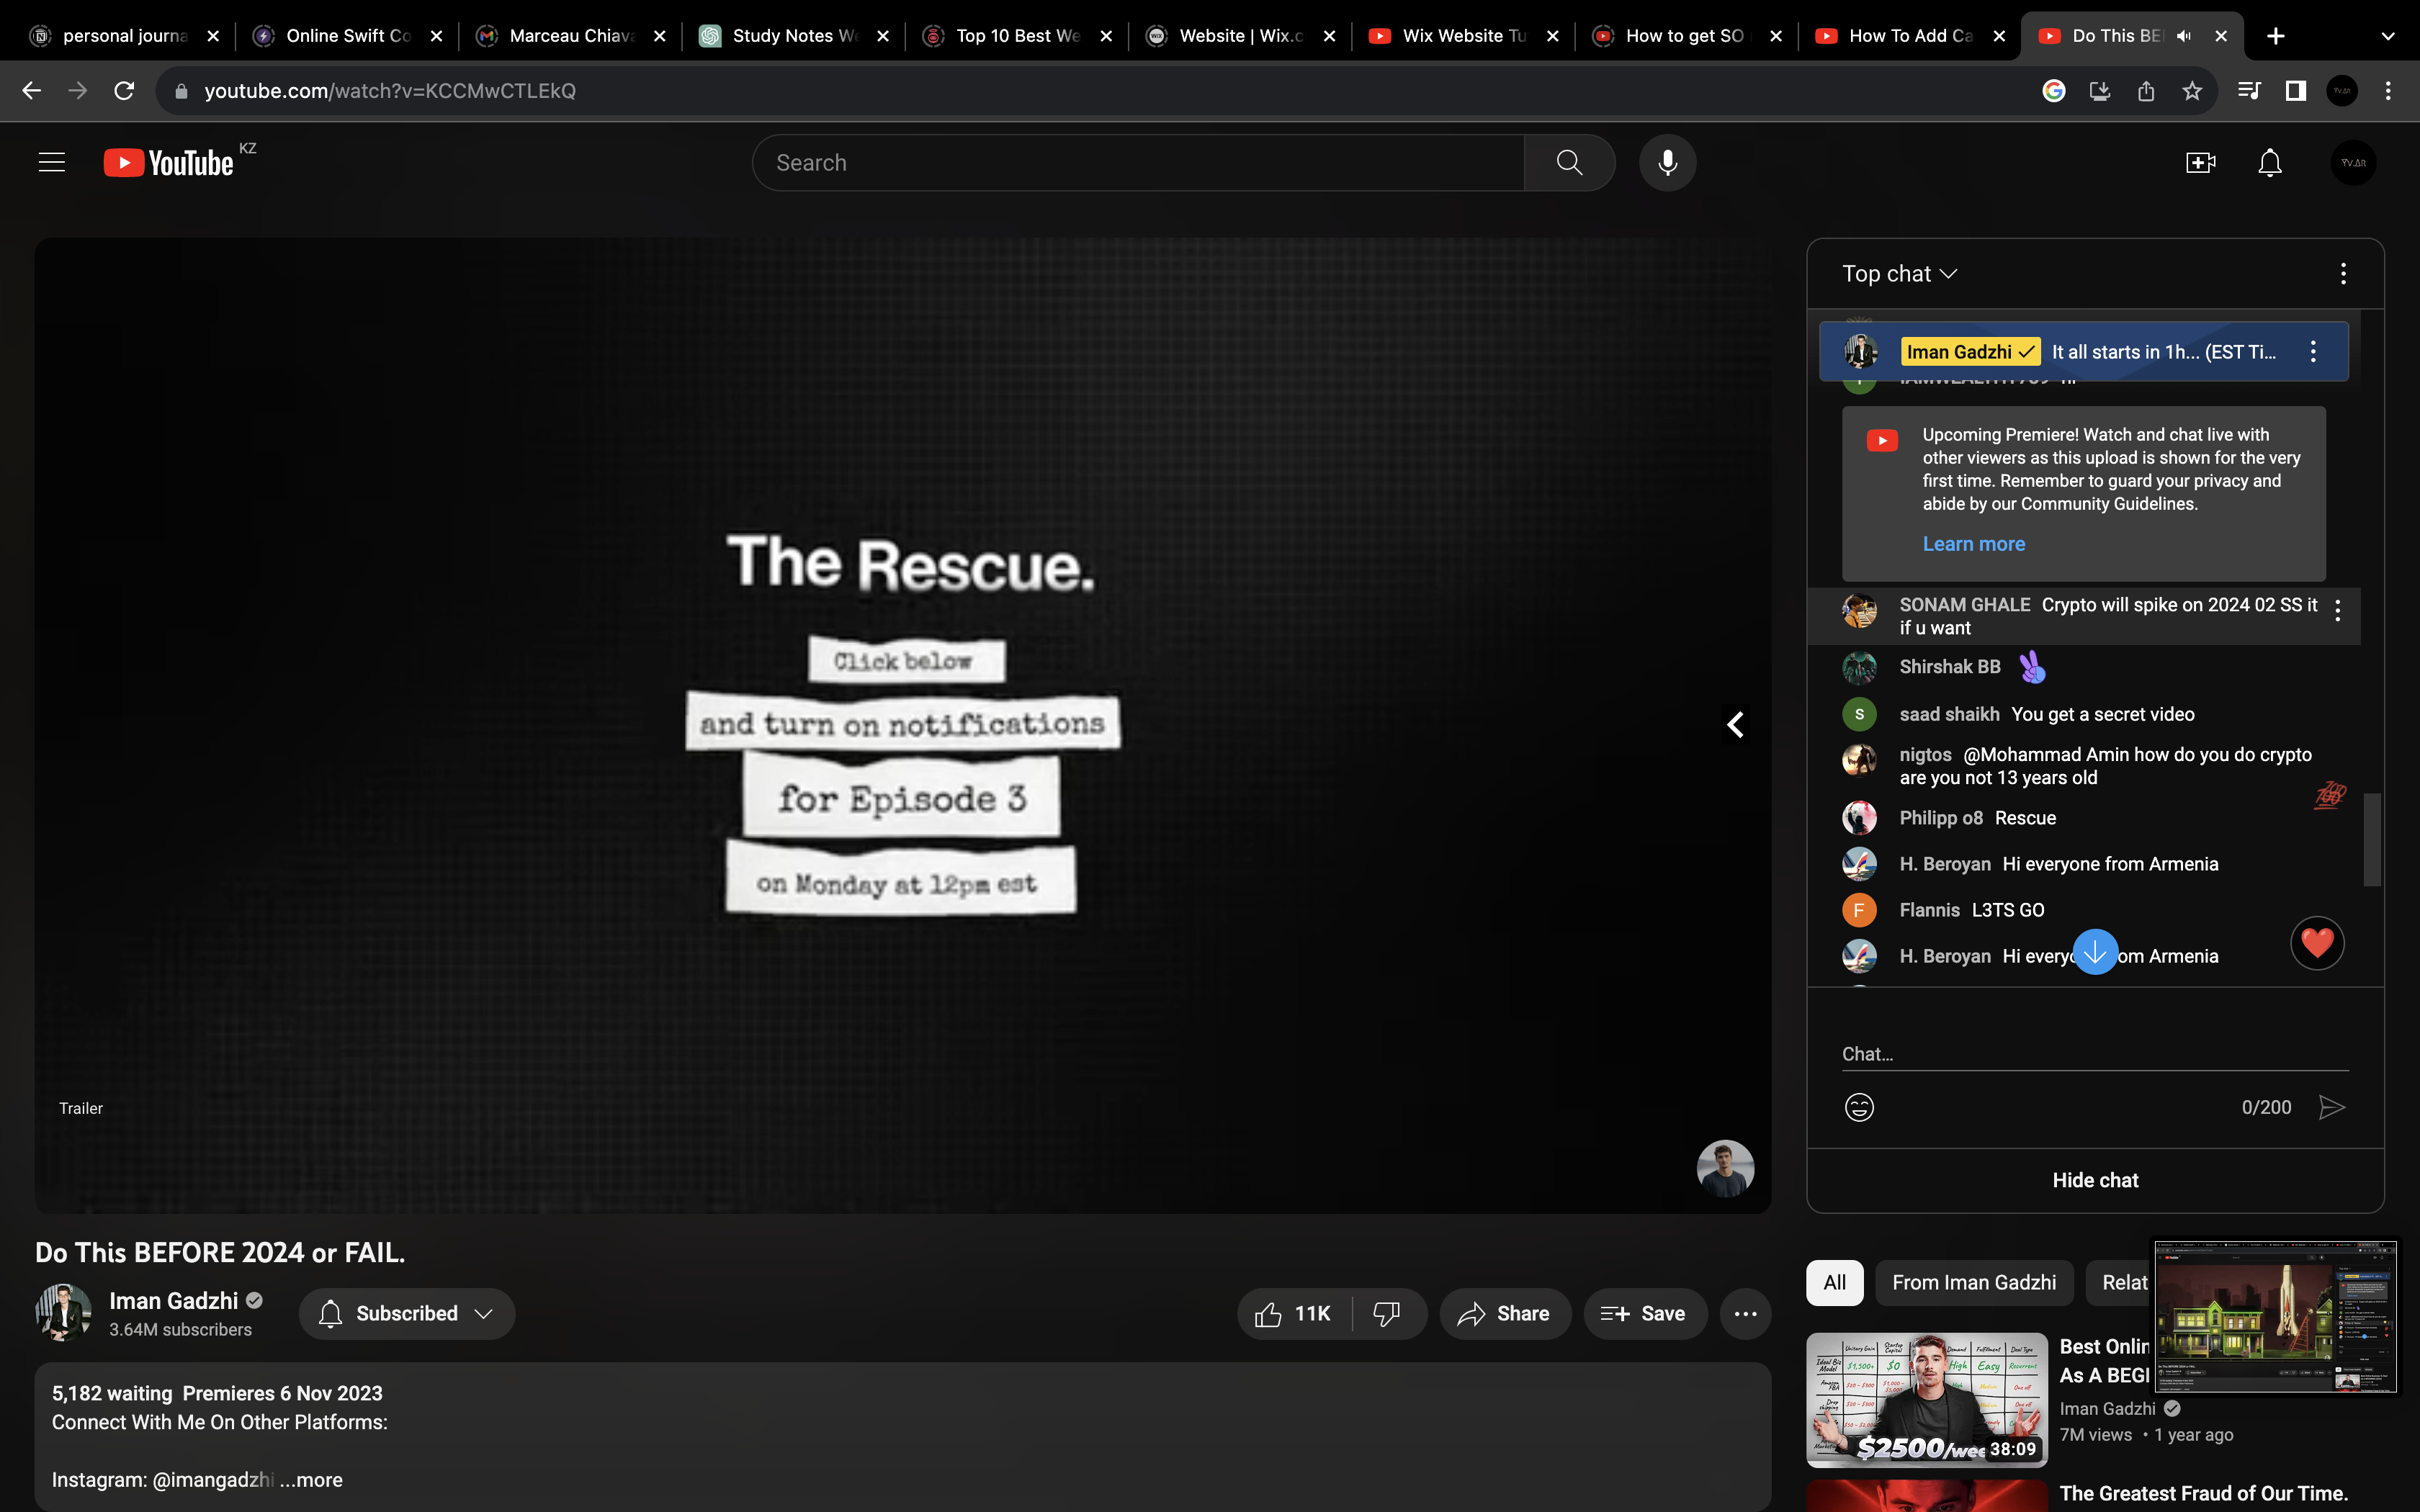 personal journa
Online Swift Co
Marceau Chiava
Study Notes W
Top 10 Best We
Website | Wix.c
Wix Website Tu
How to get SO
How To Add Ca
Do This BE
youtube.com/watch?v=KCCMwCTLEkQ
YouTube KZ
Search
The Rescue.
Click below
and turn on notifications
for Episode 3
on Monday at 12pm est
Trailer
Top chat
Iman Gadzhi It all starts in 1h... (EST Ti...
Upcoming Premiere! Watch and chat live with
other viewers as this upload is shown for the very
first time. Remember to guard your privacy and
abide by our Community Guidelines.
Learn more
SONAM GHALE Crypto will spike on 2024 02 SS it
if u want
Shirshak BB
S
saad shaikh You get a secret video
nigtos @Mohammad Amin how do you do crypto
are you not 13 years old
Philipp o8 Rescue
H. Beroyan Hi everyone from Armenia
F
Flannis L3TS GO
H. Beroyan Hi everyo om Armenia
Chat...
0/200
Hide chat
Do This BEFORE 2024 or FAIL.
Iman Gadzhi
3.64M subscribers
Subscribed
11K
Share
Save
5,182 waiting Premieres 6 Nov 2023
Connect With Me On Other Platforms:
Instagram: @imangadzhi ...more
All
From Iman Gadzhi
Relat
Best Onlin
As A BEGI
Iman Gadzhi
7M views • 1 year ago
$2500/wee
38:09
The Greatest Fraud of Our Time.